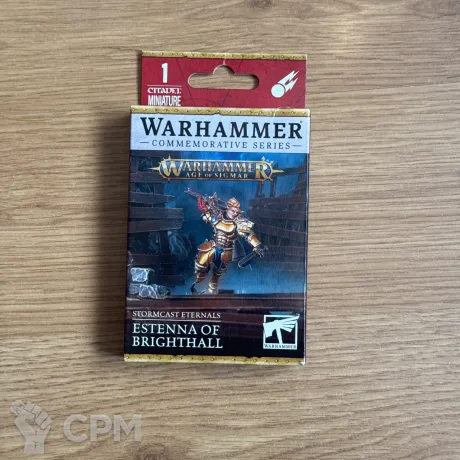 1
CITADEL
MINIATURE
WARHAMMER
COMMEMORATIVE SERIES
WARHAMMER
AGE OF SIGMAR
STORMCAST ETERNALS
ESTENNA OF
BRIGHTHALL
WARHAMMER
CPM